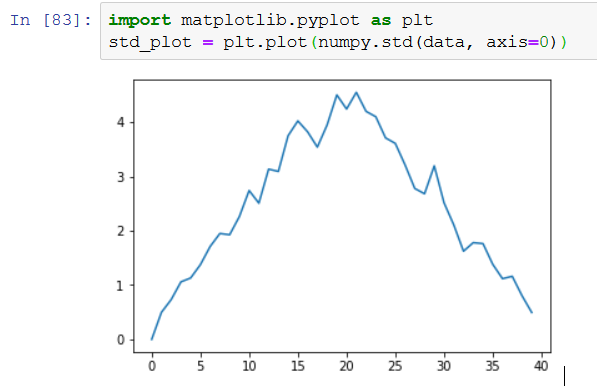 In [83]:
import matplotlib.pyplot as plt
std_plot = plt.plot(numpy.std(data, axis=0))
4
3
2
1
0
0 5 10 15 20 25 30 35 40